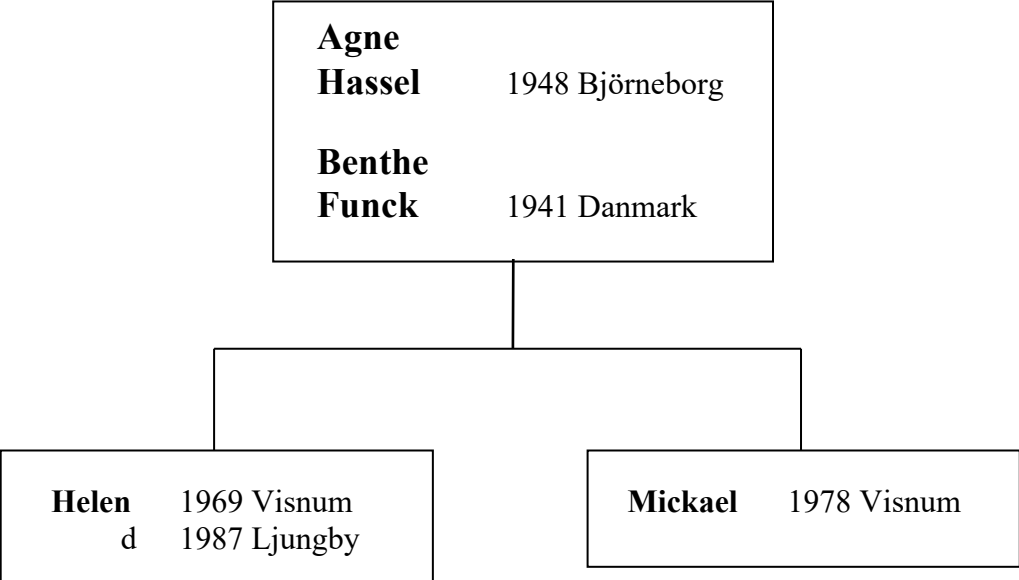 Agne
Hassel 1948 Björneborg
Benthe
Funck 1941 Danmark
Helen 1969 Visnum
d 1987 Ljungby
Mickael 1978 Visnum